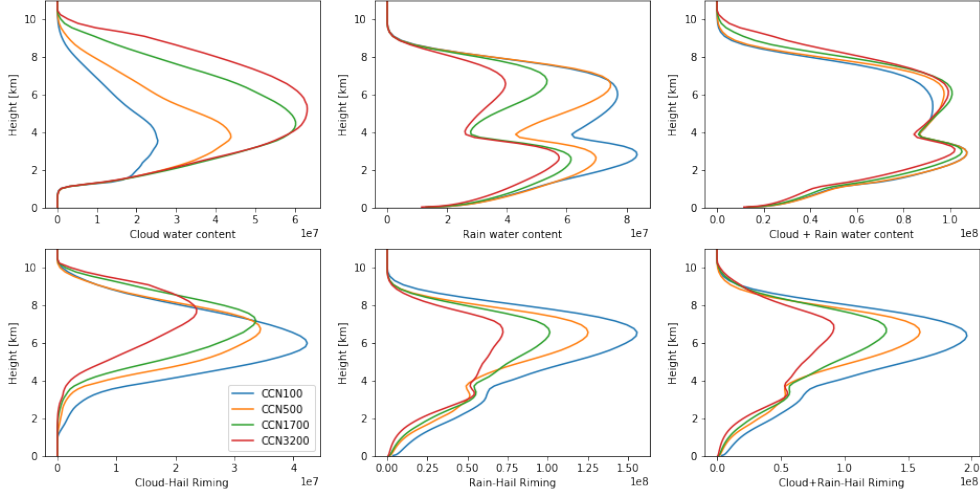 Height [km]
10
8
6
4
2
0
0 1 2 3 4 5 6
1e7
Cloud water content
Height [km]
10
8
6
4
2
0
0 2 4 6 8
1e7
Rain water content
Height [km]
10
8
6
4
2
0
0.0 0.2 0.4 0.6 0.8 1.0
1e8
Cloud + Rain water content
Height [km]
10
8
6
4
2
0
CCN100
CCN500
CCN1700
CCN3200
0 1 2 3 4
1e7
Cloud-Hail Riming
Height [km]
10
8
6
4
2
0
0.00 0.25 0.50 0.75 1.00 1.25 1.50
1e8
Rain-Hail Riming
Height [km]
10
8
6
4
2
0
0.0 0.5 1.0 1.5 2.0
1e8
Cloud+Rain-Hail Riming